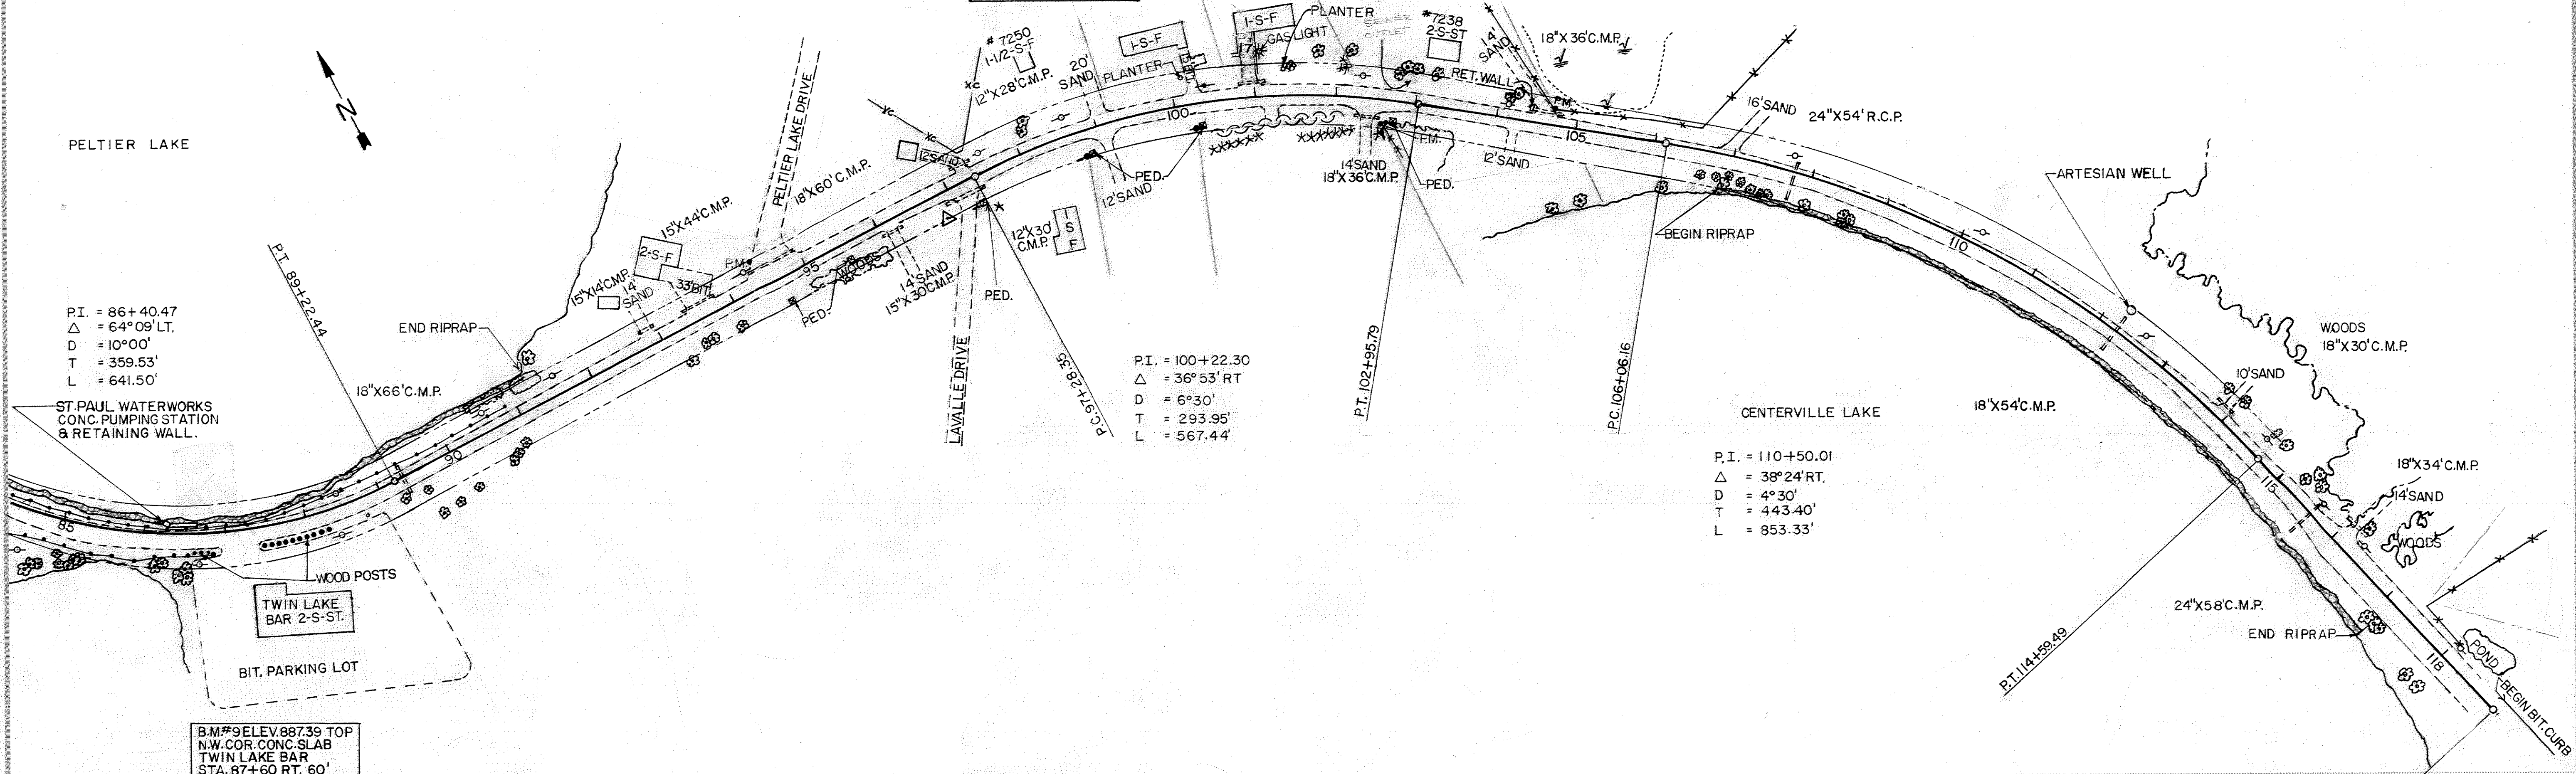 PELTIER LAKE
N
P.I. = 86+40.47
△ = 64°09' LT.
D = 10°00'
T = 359.53'
L = 641.50'
ST. PAUL WATERWORKS
CONC. PUMPING STATION
& RETAINING WALL.
85
P.T. 89+22.44
18"X66'C.M.P.
END RIPRAP
90
WOOD POSTS
TWIN LAKE
BAR 2-S-ST.
BIT. PARKING LOT
B.M.#9 ELEV. 887.39 TOP
N.W. COR. CONC. SLAB
TWIN LAKE BAR
STA. 87+60 RT. 60'
15"X14'C.M.P.
14'
SAND
2-S-F
33'BIT.
15"X44'C.M.P.
P.M.
PELTIER LAKE DRIVE
PELTIER LAKE DRIVE
18"X60'C.M.P.
95
WOODS
PED.
14'SAND
15"X30'C.M.P.
LAVALLE DRIVE
12'SAND
# 7250
1-1/2-S-F
12"X28'C.M.P.
20'
SAND
PLANTER
1-S-F
PED.
12"X30'
C.M.P.
1
S
F
P.C. 97+28.35
12'SAND
PED.
100
P.I. = 100+22.30
△ = 36°53' RT
D = 6°30'
T = 293.95'
L = 567.44'
1-S-F
17'
GASLIGHT
PLANTER
SEWER
OUTLET
#7238
2-S-ST
RET. WALL
14'
SAND
18"X36'C.M.P.
P.M.
14'SAND
18"X36'C.M.P.
P.M.
PED.
12'SAND
105
P.T. 102+95.79
P.C. 106+06.16
16'SAND
24"X54'R.C.P.
BEGIN RIPRAP
110
ARTESIAN WELL
WOODS
18"X30'C.M.P.
10'SAND
CENTERVILLE LAKE
18"X54'C.M.P.
P.I. = 110+50.01
△ = 38°24'RT.
D = 4°30'
T = 443.40'
L = 853.33'
P.T. 114+59.49
115
18"X34'C.M.P.
14'SAND
WOODS
24"X58'C.M.P.
END RIPRAP
118
POND
BEGIN BIT. CURB